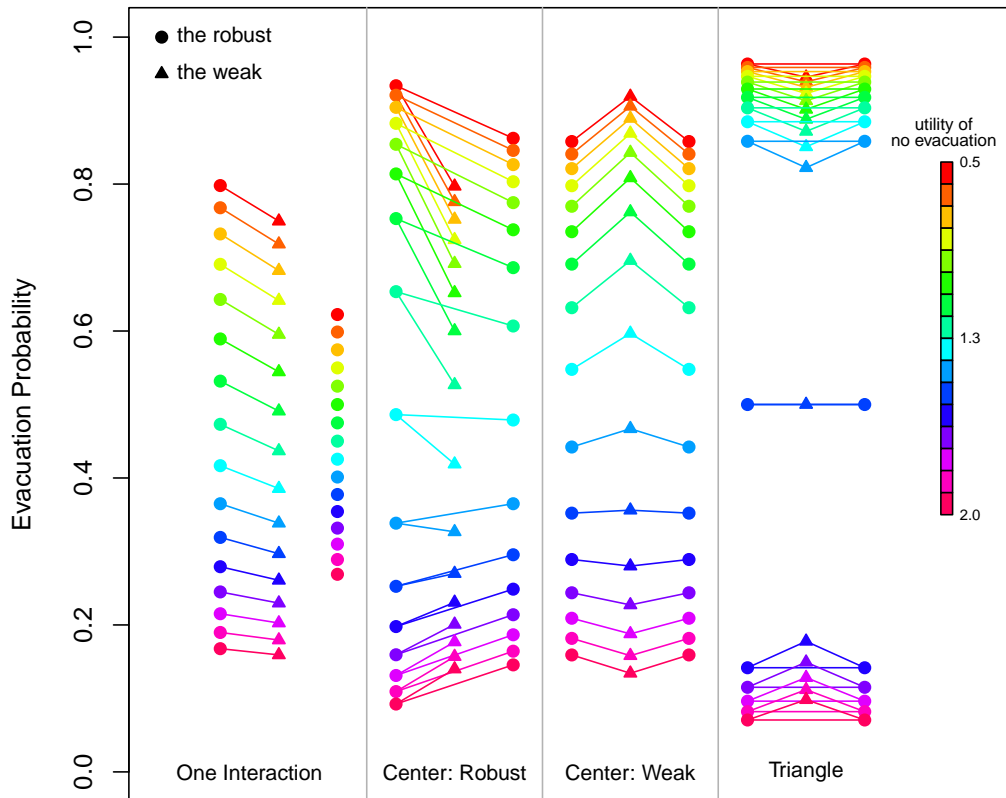 1.0
the robust
the weak
utility of
no evacuation
0.5
0.8
Evacuation Probability
0.6
1.3
0.4
2.0
0.2
0.0
One Interaction
Center: Robust
Center: Weak
Triangle